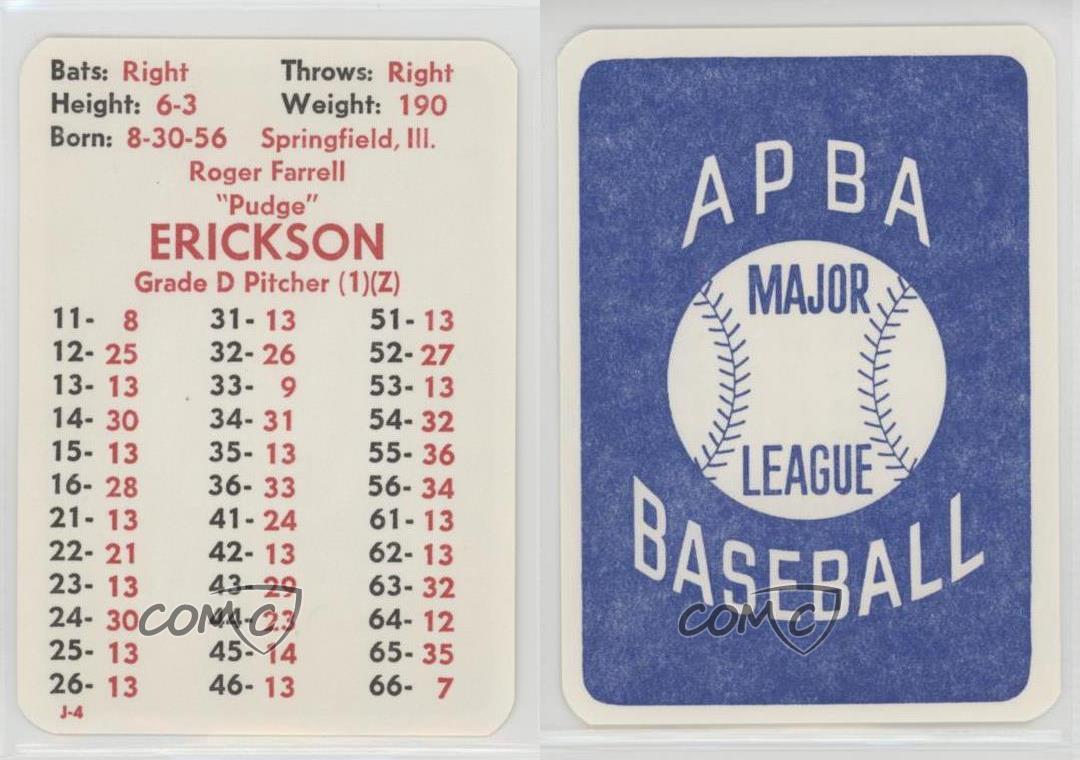 Bats: Right Throws: Right
Height: 6-3 Weight: 190
Born: 8-30-56 Springfield, Ill.
Roger Farrell
"Pudge"
ERICKSON
Grade D Pitcher (1)(Z)
11- 8 31- 13 51- 13
12- 25 32- 26 52- 27
13- 13 33- 9 53- 13
14- 30 34- 31 54- 32
15- 13 35- 13 55- 36
16- 28 36- 33 56- 34
21- 13 41- 24 61- 13
22- 21 42- 13 62- 13
23- 13 43- 29 63- 32
24- 30 44- 23 64- 12
25- 13 45- 14 65- 35
26- 13 46- 13 66- 7
J-4
COMC
APBA
MAJOR
LEAGUE
BASEBALL
COMC